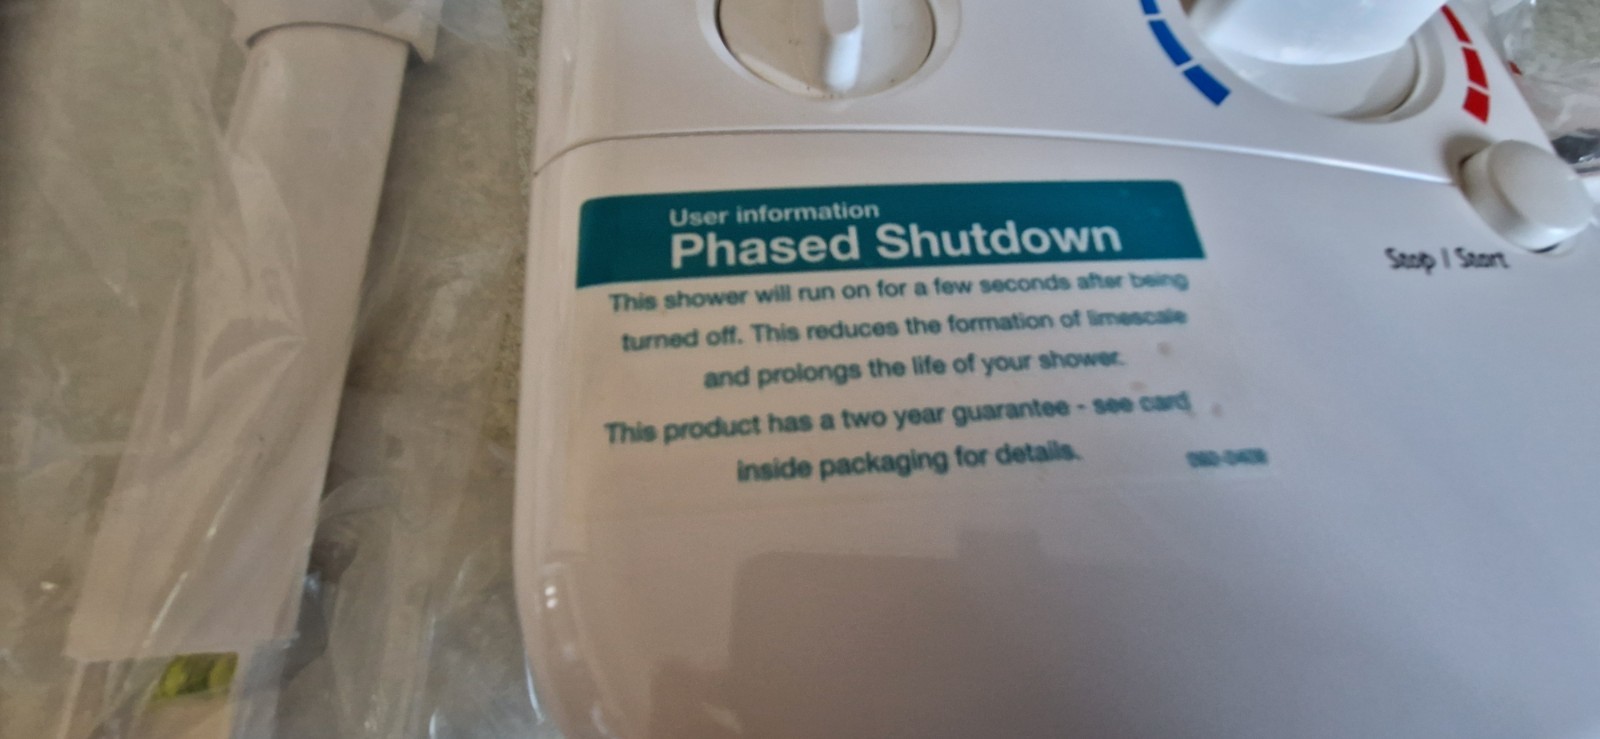 User information
Phased Shutdown
This shower will run on for a few seconds after being
turned off. This reduces the formation of limescale
and prolongs the life of your shower.
This product has a two year guarantee - see card
inside packaging for details.
Stop | Start